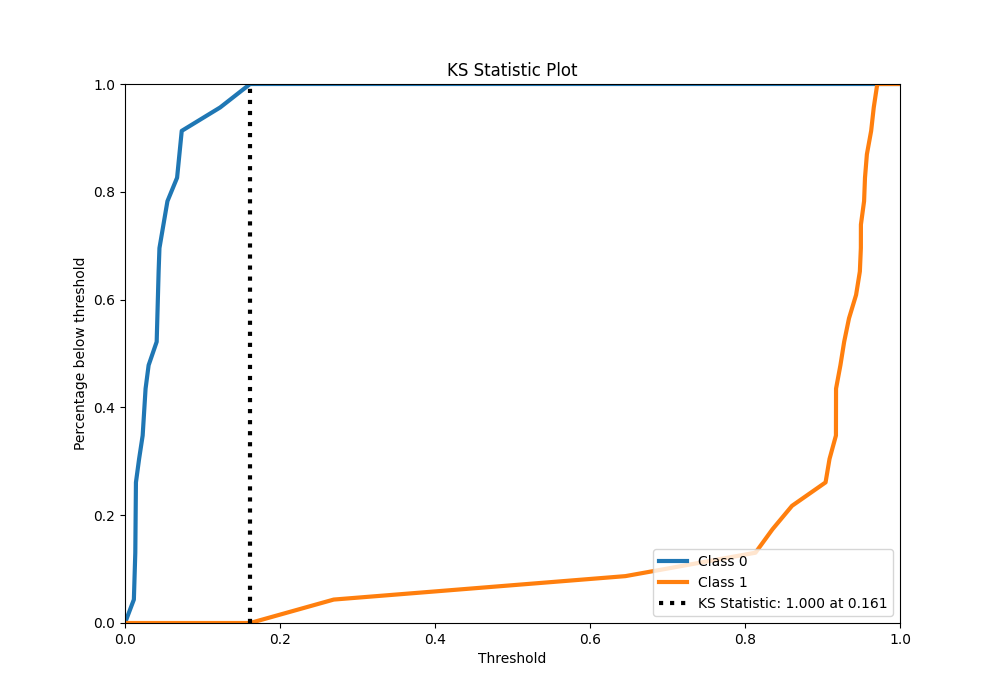 KS Statistic Plot
1.0
0.8
0.6
0.4
0.2
0.0
Percentage below threshold
Class 0
Class 1
KS Statistic: 1.000 at 0.161
0.0 0.2 0.4 0.6 0.8 1.0
Threshold